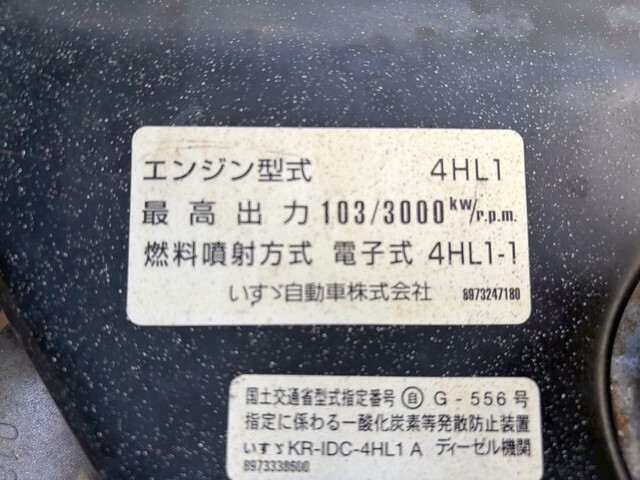 エンジン型式 4HL1
最高出力 103/3000 kw/r.p.m.
燃料噴射方式 電子式 4HL1-1
いすゞ自動車株式会社 8973247180
国土交通省型式指定番号 自 G-556号
指定に係わる一酸化炭素等発散防止装置
いすゞKR-IDC-4HL1A ディーゼル機関
8973338600